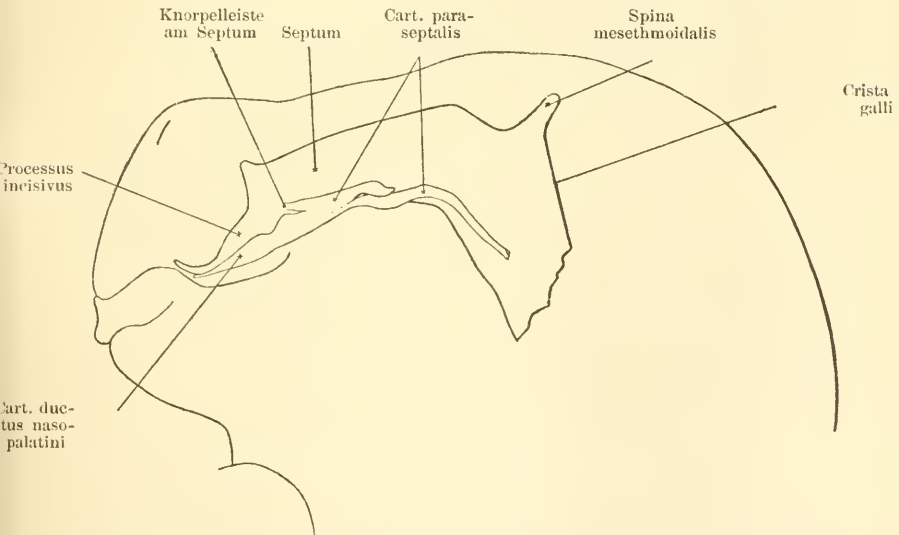 Knorpelleiste
am Septum
Septum
Cart. para-
septalis
Spina
mesethmoidalis
Crista
galli
Processus
incisivus
Cart. duc-
tus naso-
palatini